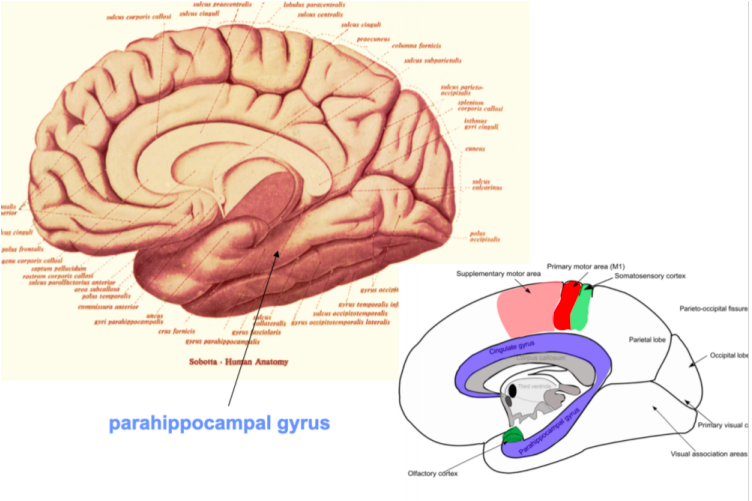 sulcus praecentralis
lobulus paracentralis
sulcus cinguli
sulcus centralis
sulcus corporis callosi
sulcus cinguli
praecuneus
columna fornicis
sulcus subparietalis
sulcus parieto-
occipitalis
splenium
corporis callosi
isthmus
gyri cinguli
cuneus
sulcus
calcarinus
polus
occipitalis
sulcus cinguli
polus frontalis
genu corporis callosi
septum pellucidum
rostrum corporis callosi
sulcus parolfactorius anterior
area subcallosa
polus temporalis
commissura anterior
uncus
gyri parahippocampalis
crus fornicis
gyrus parahippocampalis
gyrus fasciolaris
sulcus
collateralis
gyrus occipitotemporalis lateralis
sulcus occipitotemporalis
gyrus temporalis inf
gyrus occipit
Sobotta - Human Anatomy
parahippocampal gyrus
Supplementary motor area
Primary motor area (M1)
Somatosensory cortex
Parieto-occipital fissure
Cingulate gyrus
Corpus callosum
Parietal lobe
Occipital lobe
Third ventricle
Parahippocampal gyrus
Primary visual c
Visual association areas
Olfactory cortex